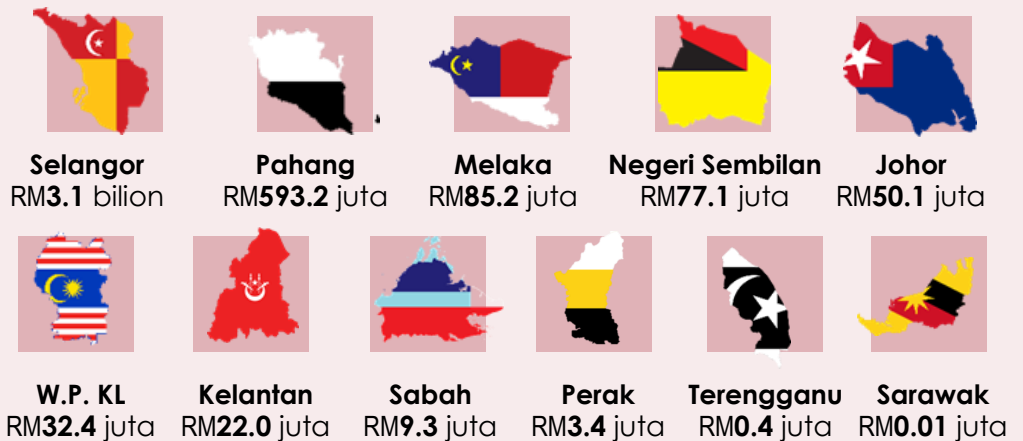 Selangor
RM3.1 bilion
Pahang
RM593.2 juta
Melaka
RM85.2 juta
Negeri Sembilan
RM77.1 juta
Johor
RM50.1 juta
W.P. KL
RM32.4 juta
Kelantan
RM22.0 juta
Sabah
RM9.3 juta
Perak
RM3.4 juta
Terengganu
RM0.4 juta
Sarawak
RM0.01 juta